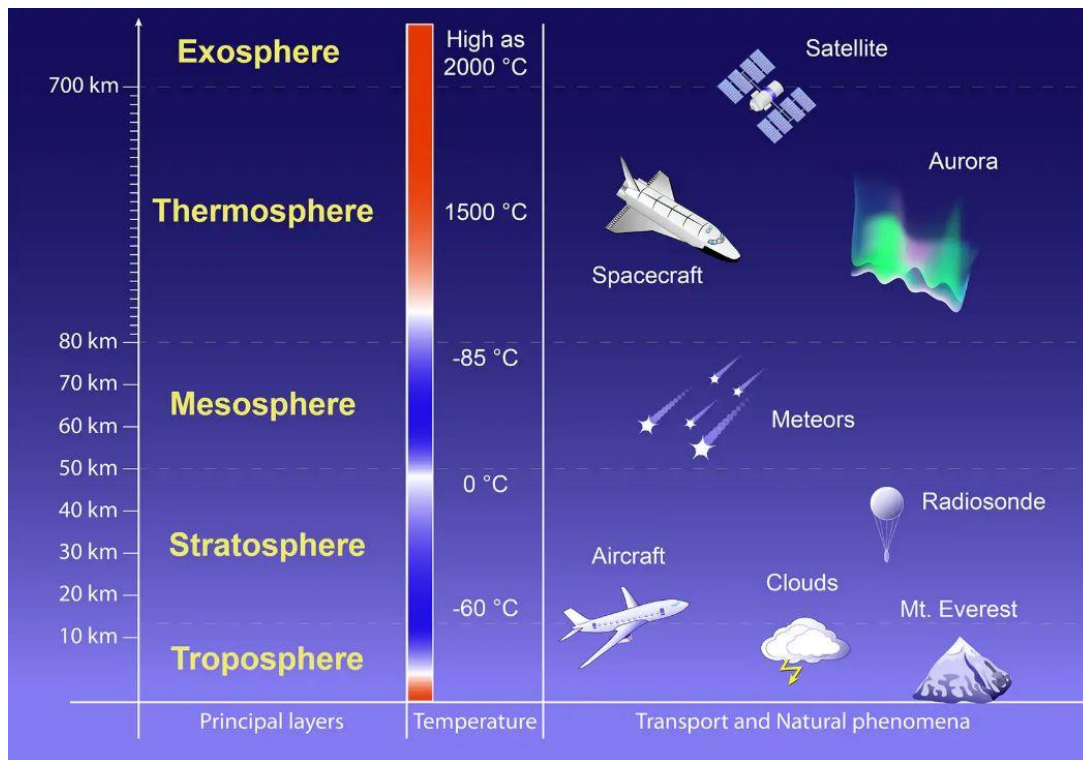 Exosphere
High as
2000 °C
Satellite
700 km
Aurora
Thermosphere
1500 °C
Spacecraft
80 km
-85 °C
70 km
Mesosphere
60 km
Meteors
50 km
0 °C
40 km
Radiosonde
Stratosphere
30 km
Aircraft
Clouds
20 km
-60 °C
Mt. Everest
10 km
Troposphere
Principal layers
Temperature
Transport and Natural phenomena